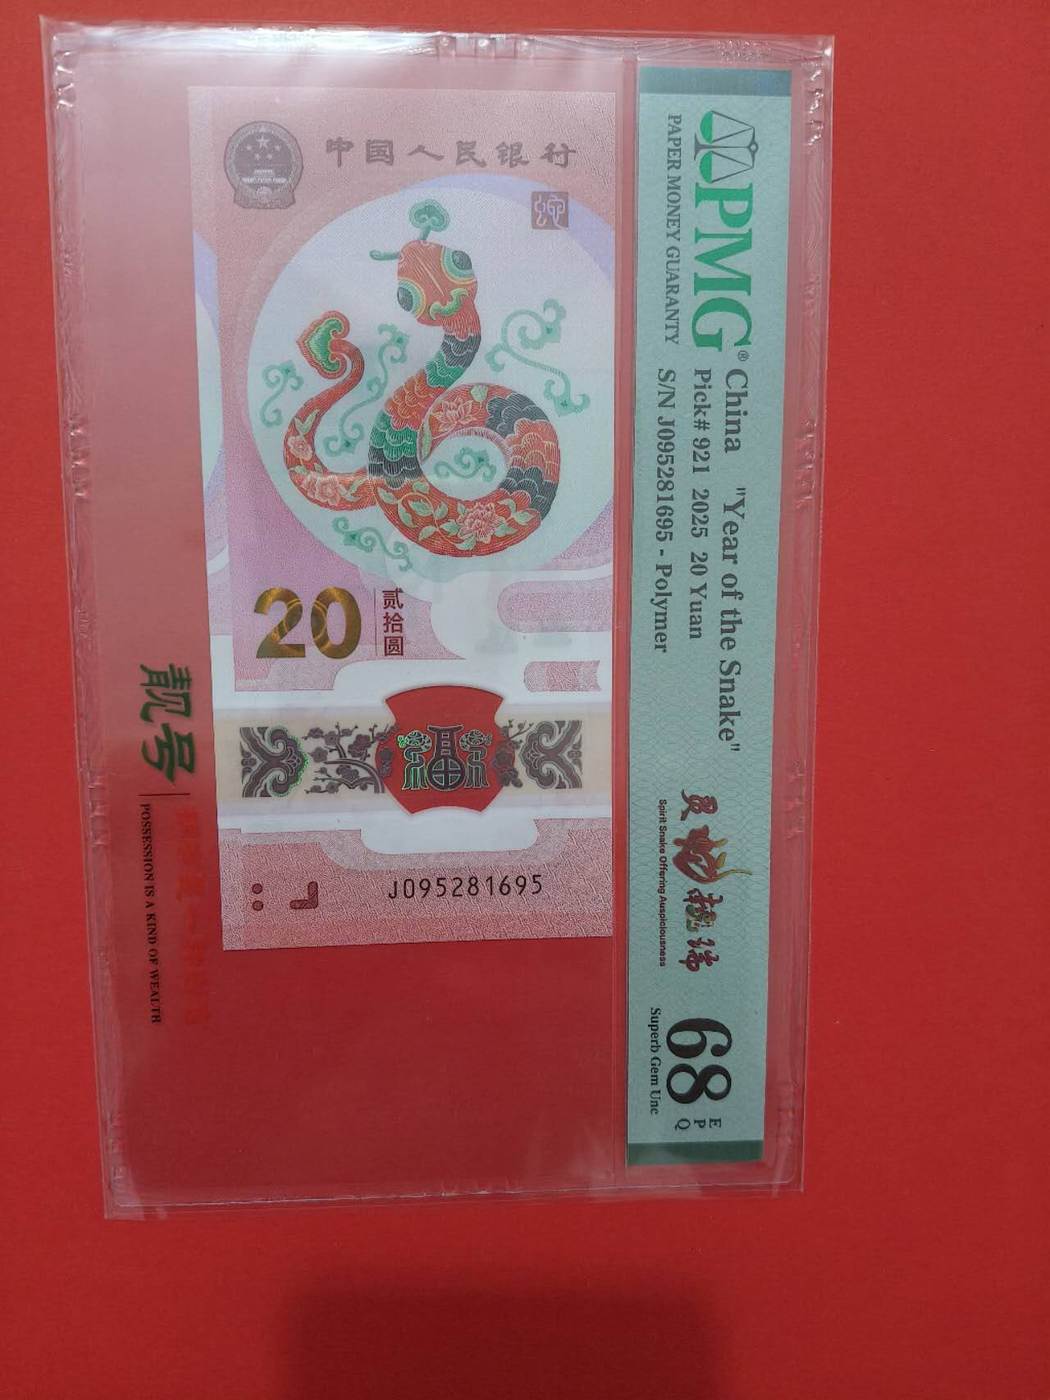 中国人民银行
蛇
20
贰拾圆
J095281695
PMG®
PAPER MONEY GUARANTY
China "Year of the Snake"
Pick# 921 2025 20 Yuan
S/N J095281695 - Polymer
灵蛇献瑞
Spirit Snake Offering Auspiciousness
68
EPQ
Superb Gem Unc
靓号
POSSESSION IS A KIND OF WEALTH